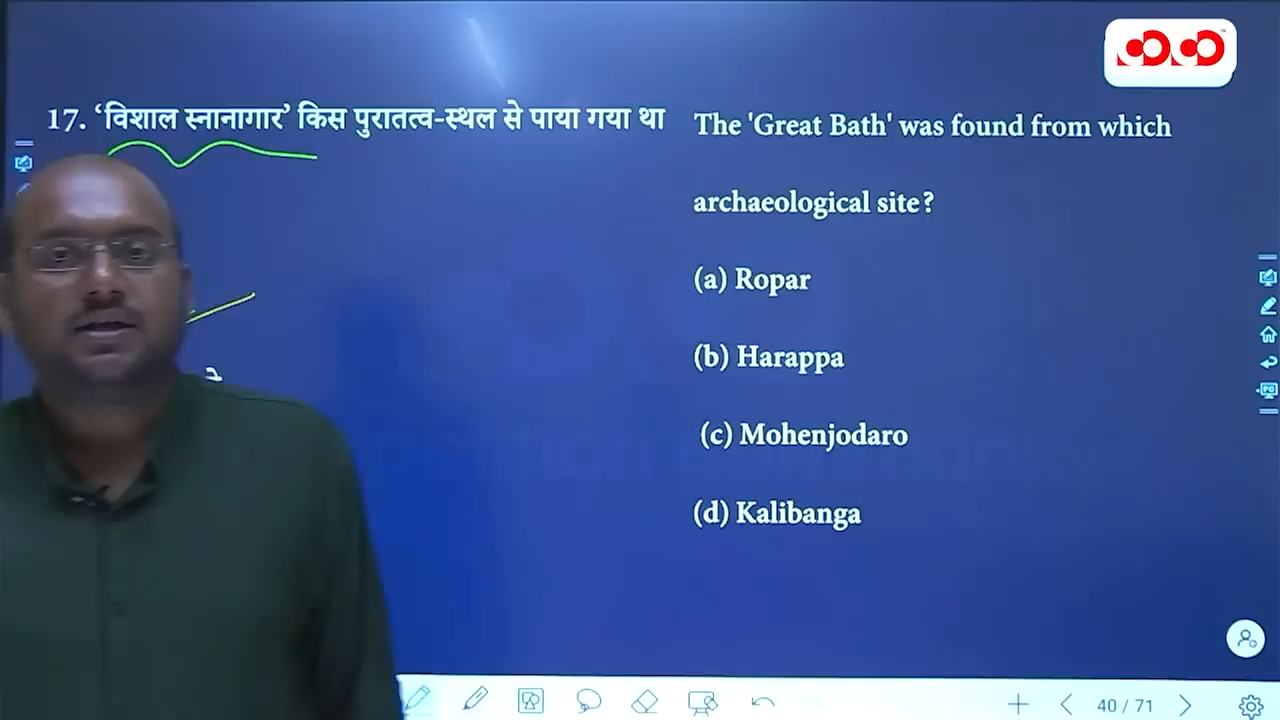 17. ‘विशाल स्नानागार’ किस पुरातत्व-स्थल से पाया गया था
The 'Great Bath' was found from which
archaeological site?
(a) Ropar
(b) Harappa
(c) Mohenjodaro
(d) Kalibanga
40 / 71